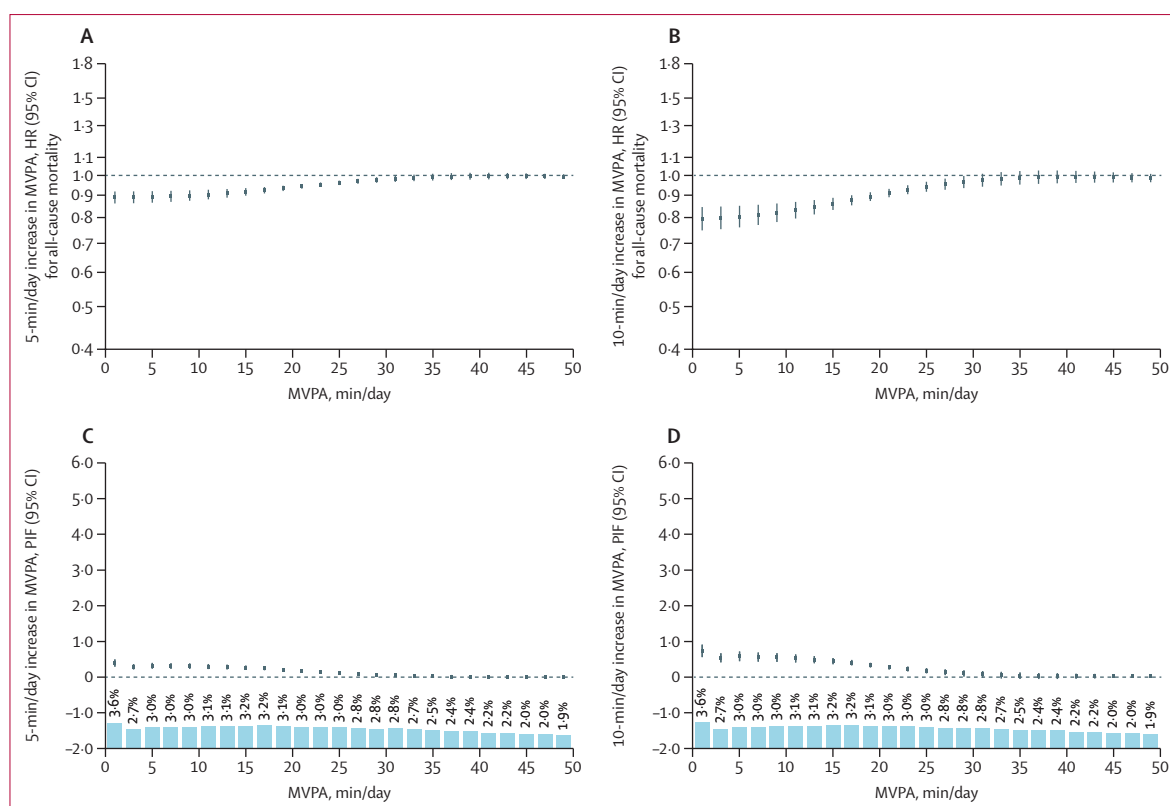 A
5-min/day increase in MVPA, HR (95% CI)
for all-cause mortality
1·8
1·5
1·3
1·1
1·0
0·9
0·8
0·7
0·6
0·5
0·4
0 5 10 15 20 25 30 35 40 45 50
MVPA, min/day
B
10-min/day increase in MVPA, HR (95% CI)
for all-cause mortality
1·8
1·5
1·3
1·1
1·0
0·9
0·8
0·7
0·6
0·5
0·4
0 5 10 15 20 25 30 35 40 45 50
MVPA, min/day
C
5-min/day increase in MVPA, PIF (95% CI)
6·0
5·0
4·0
3·0
2·0
1·0
0
–1·0
–2·0
3·6% 2·7% 3·0% 3·0% 3·0% 3·1% 3·1% 3·2% 3·2% 3·1% 3·0% 3·0% 3·0% 2·8% 2·8% 2·8% 2·7% 2·5% 2·4% 2·4% 2·2% 2·2% 2·0% 2·0% 1·9%
0 5 10 15 20 25 30 35 40 45 50
MVPA, min/day
D
10-min/day increase in MVPA, PIF (95% CI)
6·0
5·0
4·0
3·0
2·0
1·0
0
–1·0
–2·0
3·6% 2·7% 3·0% 3·0% 3·0% 3·1% 3·1% 3·2% 3·2% 3·1% 3·0% 3·0% 3·0% 2·8% 2·8% 2·8% 2·7% 2·5% 2·4% 2·4% 2·2% 2·2% 2·0% 2·0% 1·9%
0 5 10 15 20 25 30 35 40 45 50
MVPA, min/day